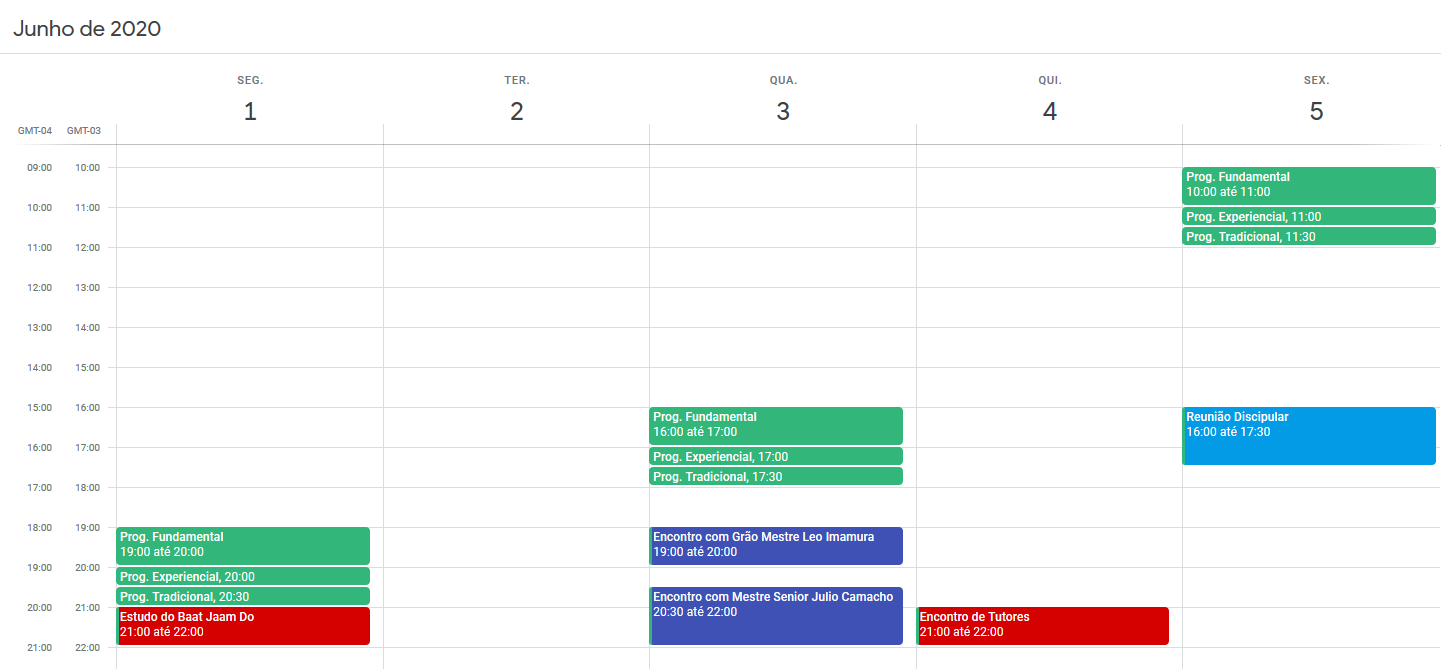 Junho de 2020
SEG. TER. QUA. QUI. SEX.
1 2 3 4 5
GMT-04 GMT-03
09:00 10:00
10:00 11:00
11:00 12:00
12:00 13:00
13:00 14:00
14:00 15:00
15:00 16:00
16:00 17:00
17:00 18:00
18:00 19:00
19:00 20:00
20:00 21:00
21:00 22:00
Prog. Fundamental
19:00 até 20:00
Prog. Experiencial, 20:00
Prog. Tradicional, 20:30
Estudo do Baat Jaam Do
21:00 até 22:00
Prog. Fundamental
16:00 até 17:00
Prog. Experiencial, 17:00
Prog. Tradicional, 17:30
Encontro com Grão Mestre Leo Imamura
19:00 até 20:00
Encontro com Mestre Senior Julio Camacho
20:30 até 22:00
Encontro de Tutores
21:00 até 22:00
Prog. Fundamental
10:00 até 11:00
Prog. Experiencial, 11:00
Prog. Tradicional, 11:30
Reunião Discipular
16:00 até 17:30